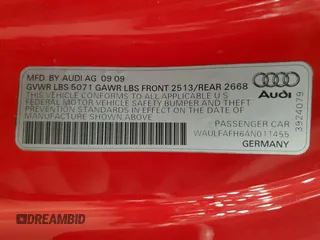 MFD. BY AUDI AG 09 09
GVWR LBS 5071 GAWR LBS FRONT 2513/REAR 2668
THIS VEHICLE CONFORMS TO ALL APPLICABLE U S
FEDERAL MOTOR VEHICLE SAFETY BUMPER AND THEFT
PREVENTION STANDARDS IN EFFECT ON THE DATE OF
MANUFACTURE SHOWN ABOVE
Audi
PASSENGER CAR
WAULFAFH6AN011455
GERMANY
3924079
DREAMBID